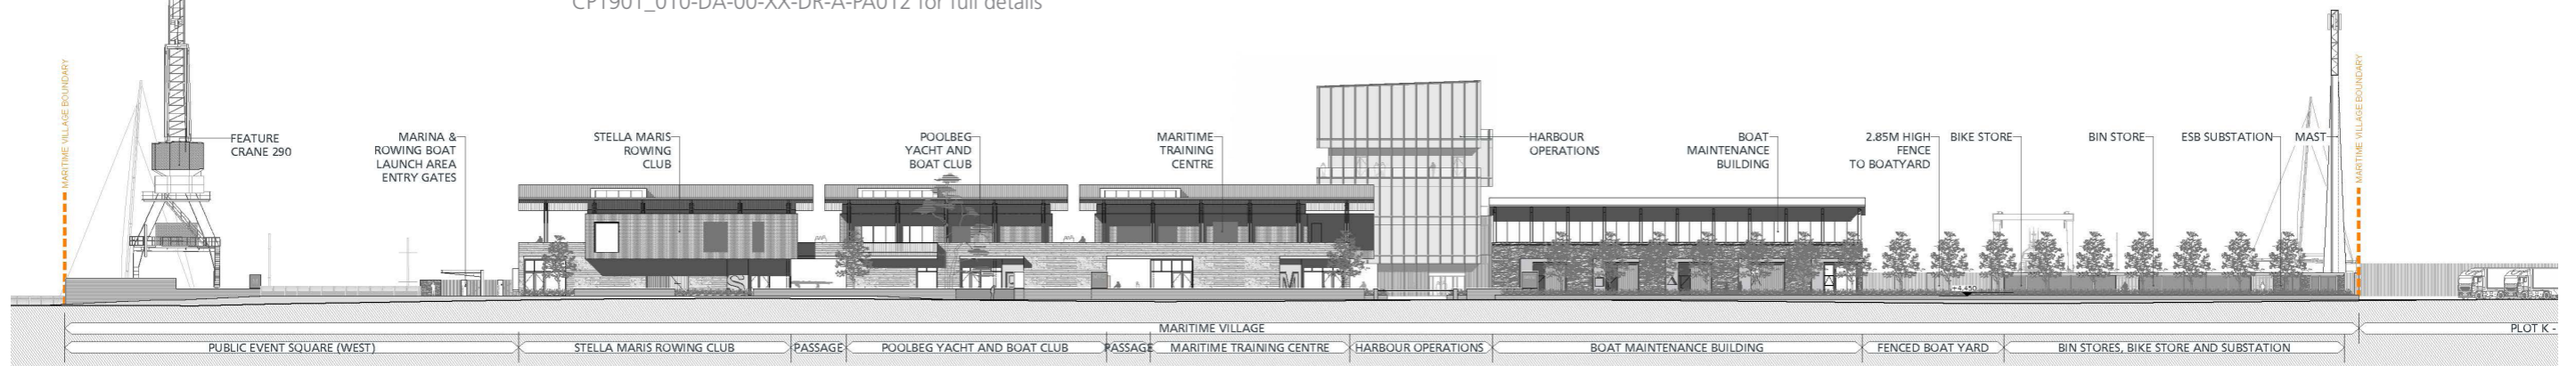 CP1901_010-DA-00-XX-DR-A-PA012 for full details
MARITIME VILLAGE BOUNDARY
FEATURE
CRANE 290
MARINA &
ROWING BOAT
LAUNCH AREA
ENTRY GATES
STELLA MARIS
ROWING
CLUB
POOLBEG
YACHT AND
BOAT CLUB
MARITIME
TRAINING
CENTRE
HARBOUR
OPERATIONS
BOAT
MAINTENANCE
BUILDING
2.85M HIGH
FENCE
TO BOATYARD
BIKE STORE
BIN STORE
ESB SUBSTATION
MAST
MARITIME VILLAGE BOUNDARY
S
M
+4.450
MARITIME VILLAGE
PLOT K -
PUBLIC EVENT SQUARE (WEST)
STELLA MARIS ROWING CLUB
PASSAGE
POOLBEG YACHT AND BOAT CLUB
PASSAGE
MARITIME TRAINING CENTRE
HARBOUR OPERATIONS
BOAT MAINTENANCE BUILDING
FENCED BOAT YARD
BIN STORES, BIKE STORE AND SUBSTATION